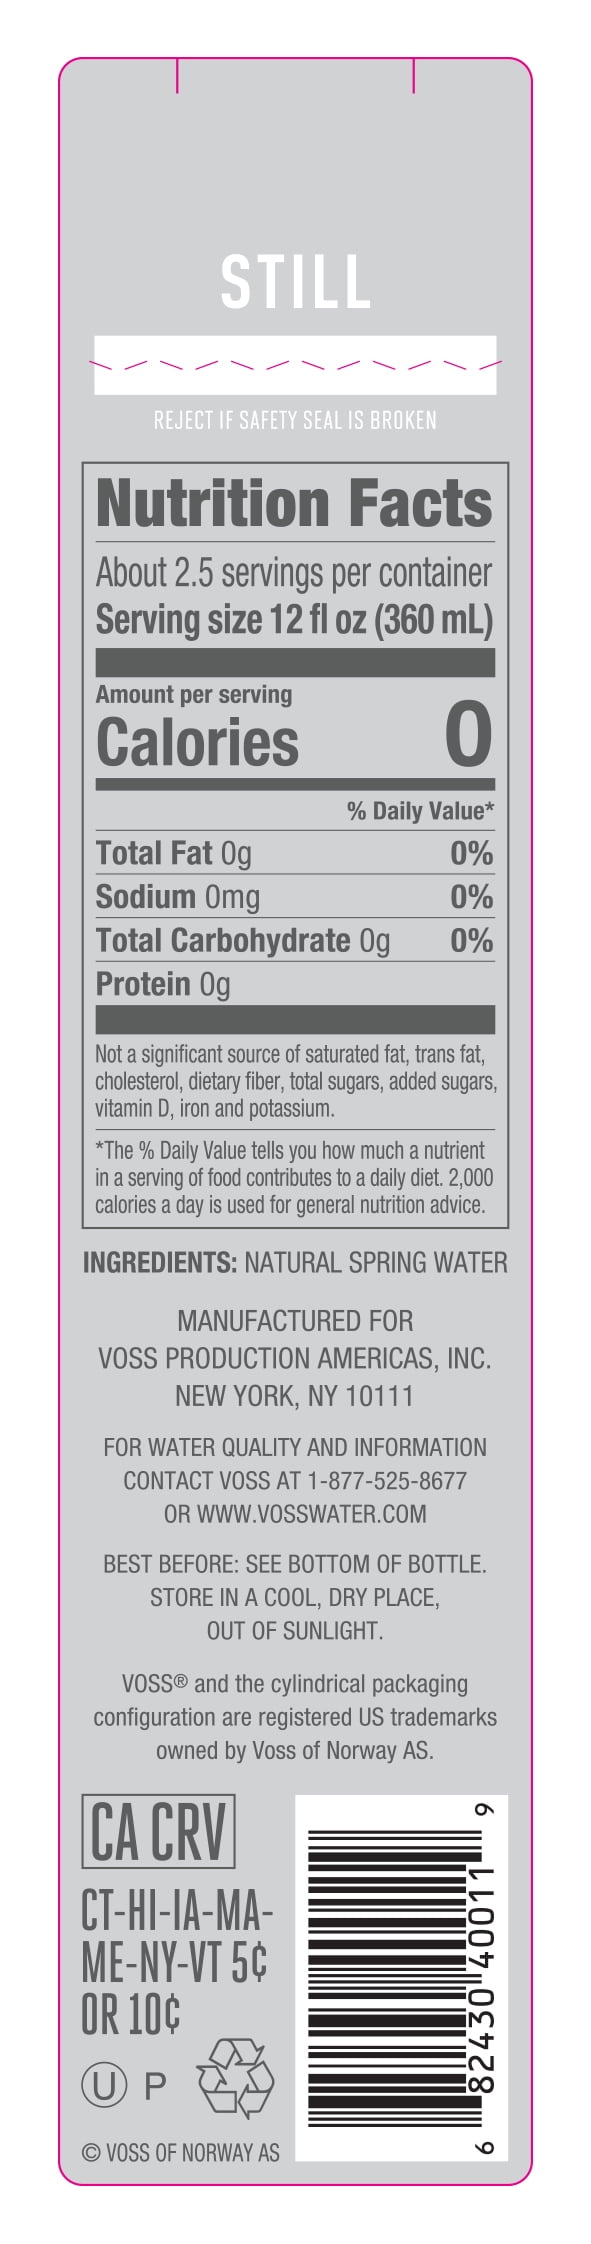 STILL
REJECT IF SAFETY SEAL IS BROKEN
Nutrition Facts
About 2.5 servings per container
Serving size 12 fl oz (360 mL)
Amount per serving
Calories 0
% Daily Value*
Total Fat 0g 0%
Sodium 0mg 0%
Total Carbohydrate 0g 0%
Protein 0g
Not a significant source of saturated fat, trans fat,
cholesterol, dietary fiber, total sugars, added sugars,
vitamin D, iron and potassium.
*The % Daily Value tells you how much a nutrient
in a serving of food contributes to a daily diet. 2,000
calories a day is used for general nutrition advice.
INGREDIENTS: NATURAL SPRING WATER
MANUFACTURED FOR
VOSS PRODUCTION AMERICAS, INC.
NEW YORK, NY 10111
FOR WATER QUALITY AND INFORMATION
CONTACT VOSS AT 1-877-525-8677
OR WWW.VOSSWATER.COM
BEST BEFORE: SEE BOTTOM OF BOTTLE.
STORE IN A COOL, DRY PLACE,
OUT OF SUNLIGHT.
VOSS® and the cylindrical packaging
configuration are registered US trademarks
owned by Voss of Norway AS.
CA CRV
CT-HI-IA-MA-
ME-NY-VT 5¢
OR 10¢
U P
© VOSS OF NORWAY AS
6 82430 40011 9